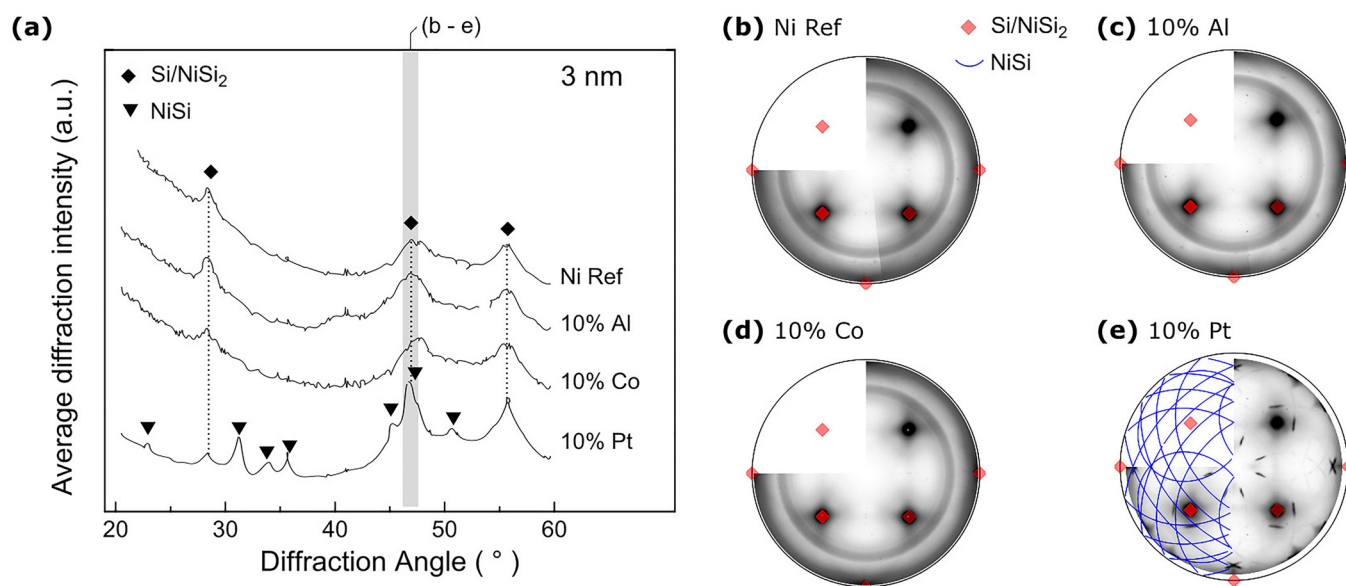 (a)
(b - e)
◆ Si/NiSi₂
▼ NiSi
3 nm
Ni Ref
10% Al
10% Co
10% Pt
Average diffraction intensity (a.u.)
20 30 40 50 60
Diffraction Angle ( ° )
(b) Ni Ref
Si/NiSi₂
NiSi
(c) 10% Al
(d) 10% Co
(e) 10% Pt